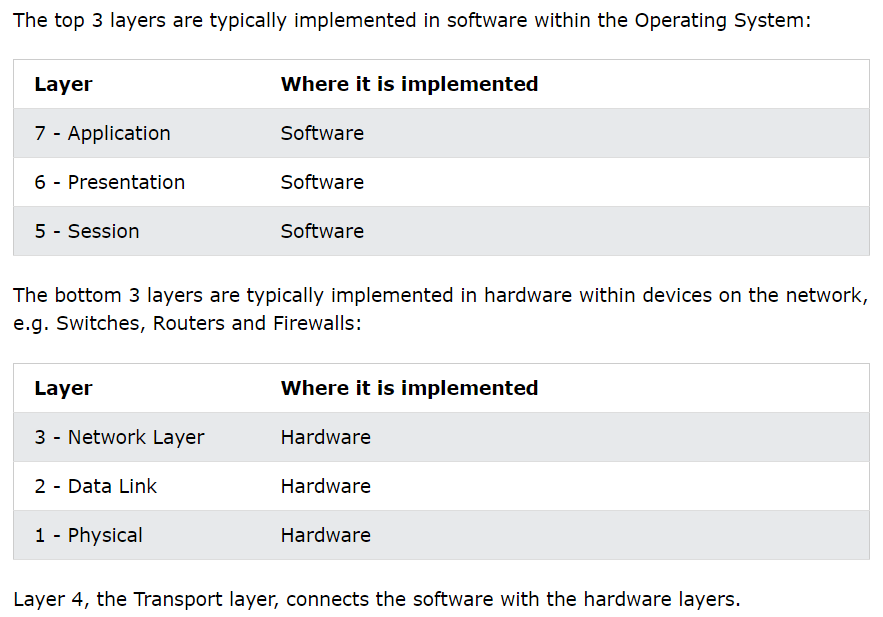 The top 3 layers are typically implemented in software within the Operating System:
Layer Where it is implemented
7 - Application Software
6 - Presentation Software
5 - Session Software
The bottom 3 layers are typically implemented in hardware within devices on the network,
e.g. Switches, Routers and Firewalls:
Layer Where it is implemented
3 - Network Layer Hardware
2 - Data Link Hardware
1 - Physical Hardware
Layer 4, the Transport layer, connects the software with the hardware layers.